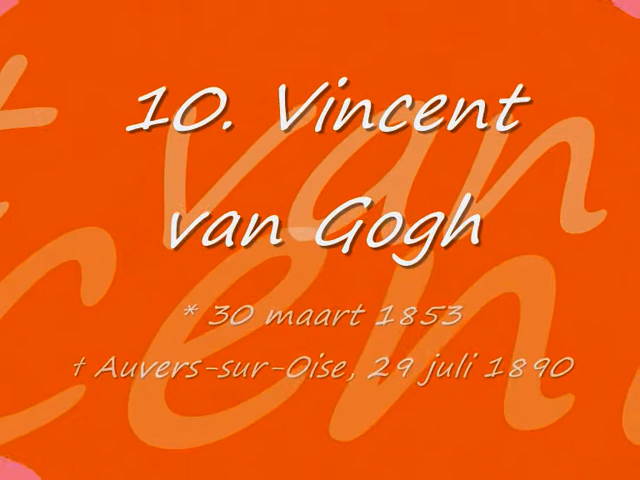 10. Vincent
van Gogh
* 30 maart 1853
† Auvers-sur-Oise, 29 juli 1890